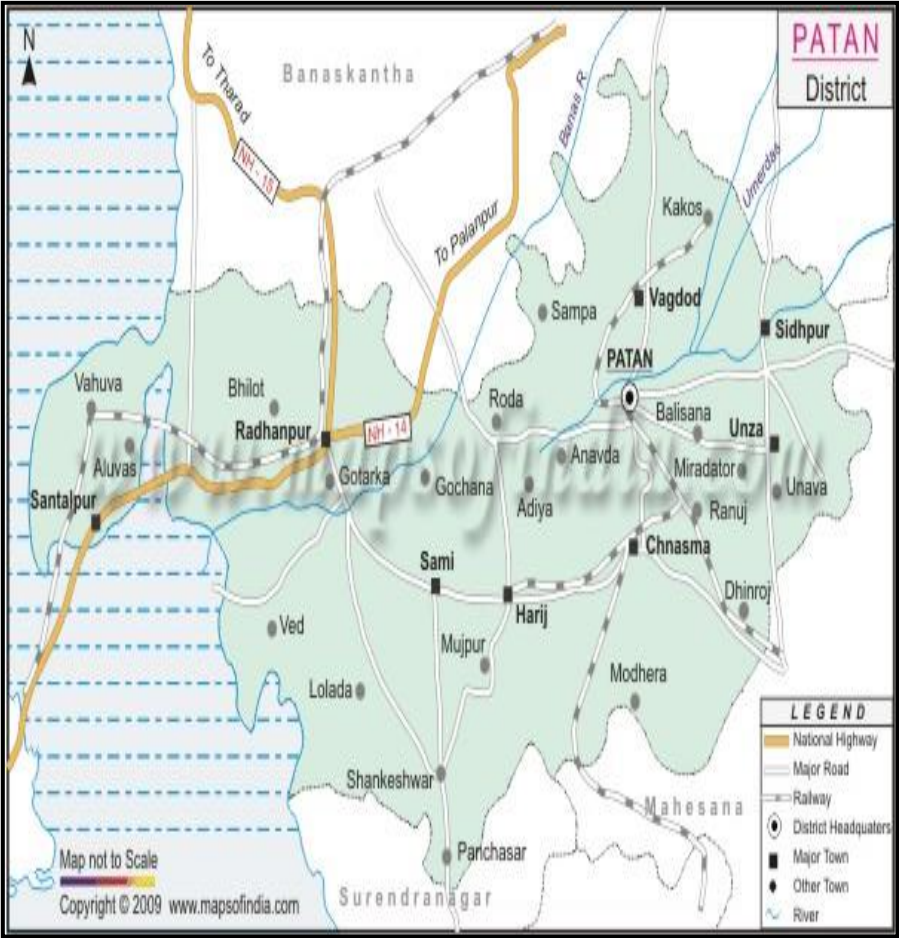 PATAN
District
N
To Tharad
Banaskantha
NH - 15
Banas R
Umerdas
To Palanpur
Kakos
Vagdod
Sampa
Sidhpur
PATAN
Vahuva
Bhilot
Radhanpur
NH - 14
Roda
Balisana
Unza
Aluvas
Gotarka
Gochana
Anavda
Miradator
Unava
Santalpur
Adiya
Ranuj
Chnasma
Sami
Harij
Dhinroj
Ved
Mujpur
Lolada
Modhera
Shankeshwar
Mahesana
Panchasar
Surendranagar
www.mapsofindia.com
LEGEND
National Highway
Major Road
Railway
District Headquaters
Major Town
Other Town
River
Map not to Scale
Copyright © 2009 www.mapsofindia.com